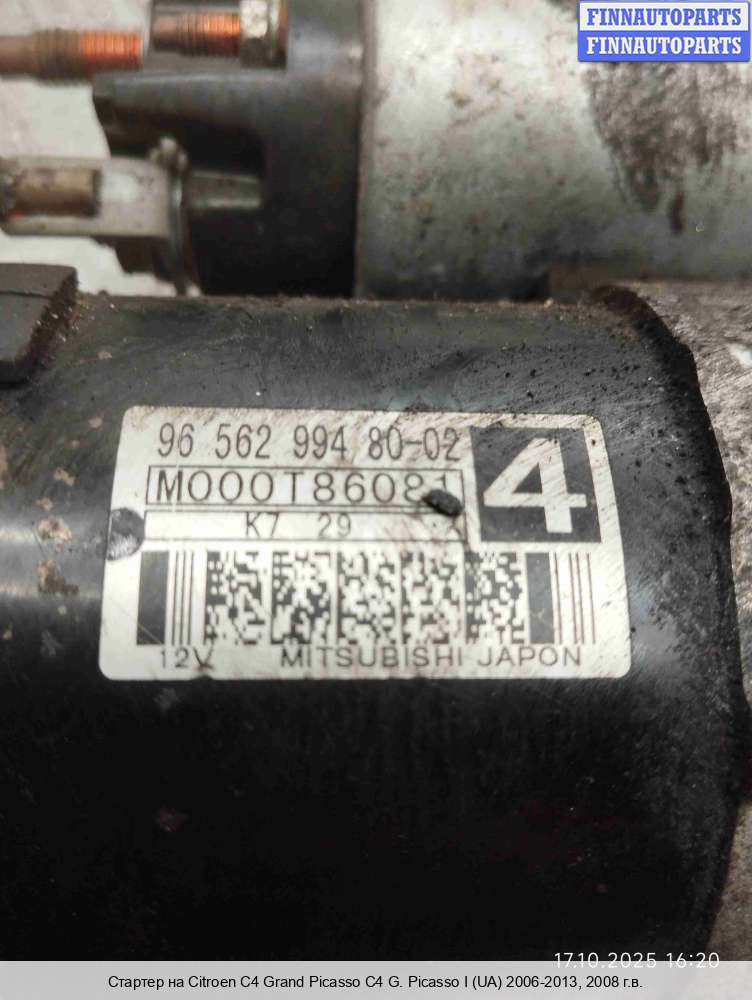 FINNAUTOPARTS
FINNAUTOPARTS
96 562 994 80-02
4
M000T86081
K7 29
12V MITSUBISHI JAPON
17.10.2025 16:20
Стартер на Citroen C4 Grand Picasso C4 G. Picasso I (UA) 2006-2013, 2008 г.в.